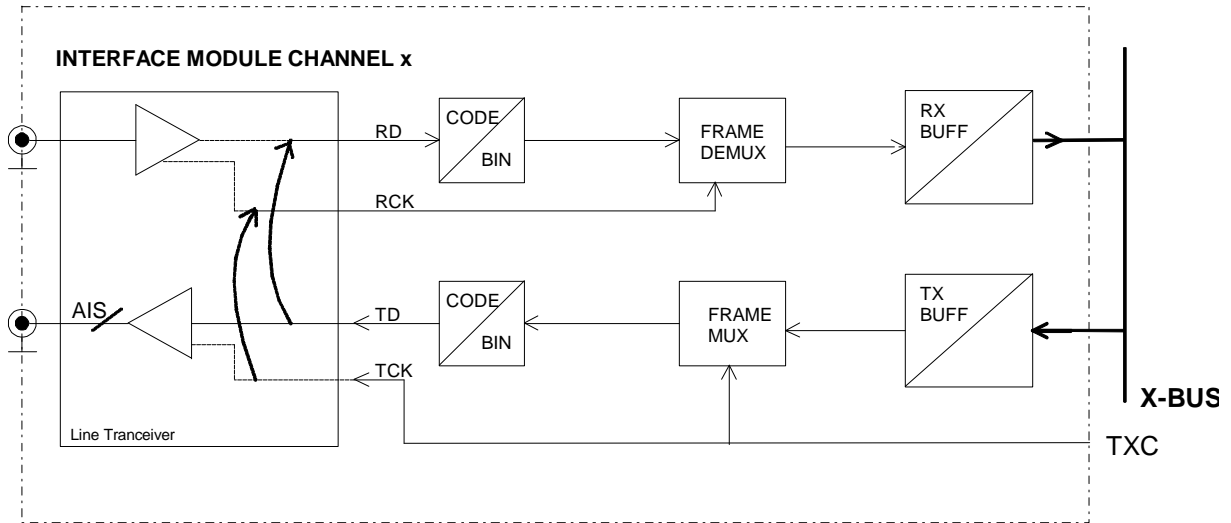 INTERFACE MODULE CHANNEL x
RD
CODE
BIN
FRAME
DEMUX
RX
BUFF
RCK
AIS
TD
CODE
BIN
FRAME
MUX
TX
BUFF
TCK
Line Tranceiver
X-BUS
TXC